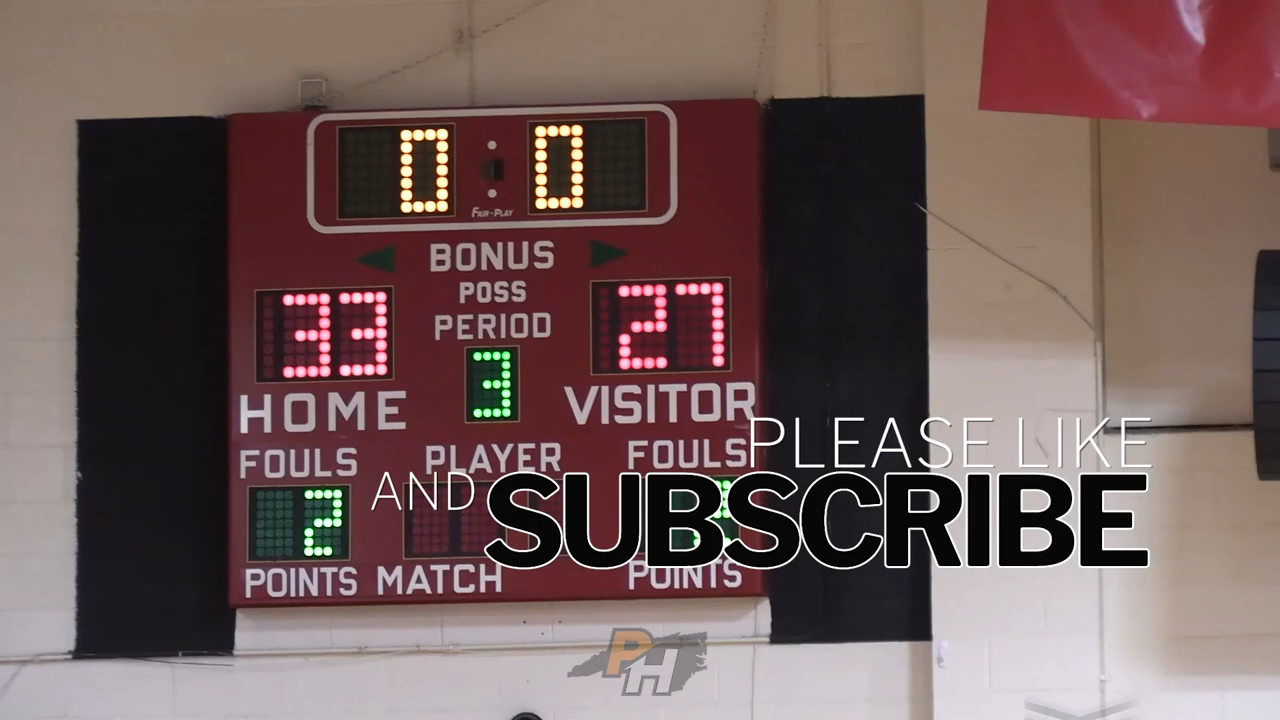 0 : 0
FAIR-PLAY
BONUS
POSS
PERIOD
33 3 27
HOME VISITOR
FOULS PLAYER FOULS
2
POINTS MATCH POINTS
PLEASE LIKE
AND SUBSCRIBE
PH